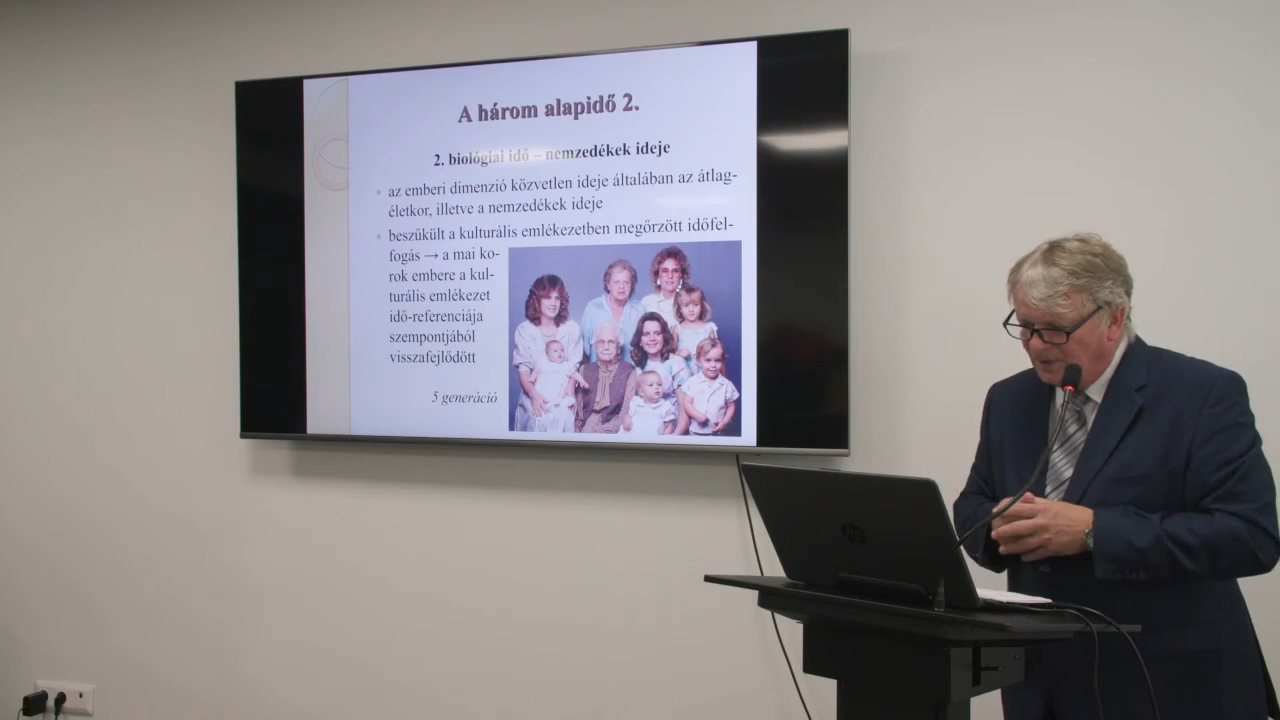 A három alapidő 2.
2. biológiai idő – nemzedékek ideje
az emberi dimenzió közvetlen ideje általában az átlag-
életkor, illetve a nemzedékek ideje
beszűkült a kulturális emlékezetben megőrzött időfel-
fogás → a mai ko-
rok embere a kul-
turális emlékezet
idő-referenciája
szempontjából
visszafejlődött
5 generáció
hp